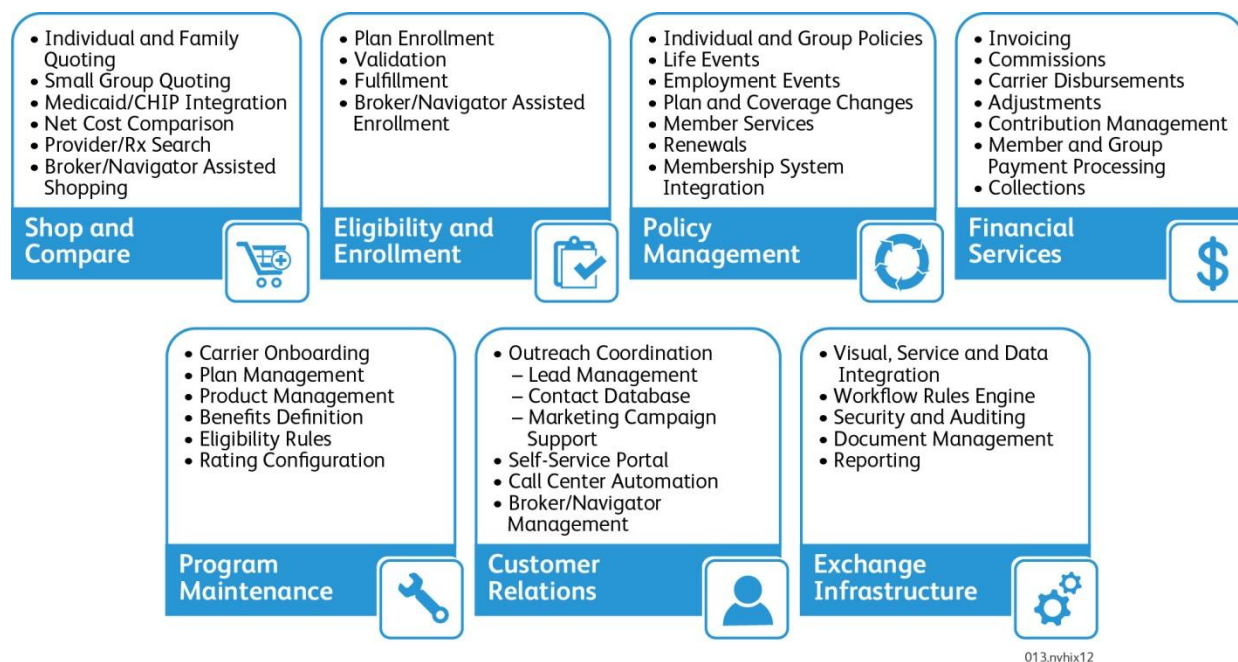 • Individual and Family
Quoting
• Small Group Quoting
• Medicaid/CHIP Integration
• Net Cost Comparison
• Provider/Rx Search
• Broker/Navigator Assisted
Shopping
Shop and
Compare
• Plan Enrollment
• Validation
• Fulfillment
• Broker/Navigator Assisted
Enrollment
Eligibility and
Enrollment
• Individual and Group Policies
• Life Events
• Employment Events
• Plan and Coverage Changes
• Member Services
• Renewals
• Membership System
Integration
Policy
Management
• Invoicing
• Commissions
• Carrier Disbursements
• Adjustments
• Contribution Management
• Member and Group
Payment Processing
• Collections
Financial
Services
$
• Carrier Onboarding
• Plan Management
• Product Management
• Benefits Definition
• Eligibility Rules
• Rating Configuration
Program
Maintenance
• Outreach Coordination
– Lead Management
– Contact Database
– Marketing Campaign
Support
• Self-Service Portal
• Call Center Automation
• Broker/Navigator
Management
Customer
Relations
• Visual, Service and Data
Integration
• Workflow Rules Engine
• Security and Auditing
• Document Management
• Reporting
Exchange
Infrastructure
013.nyhix12